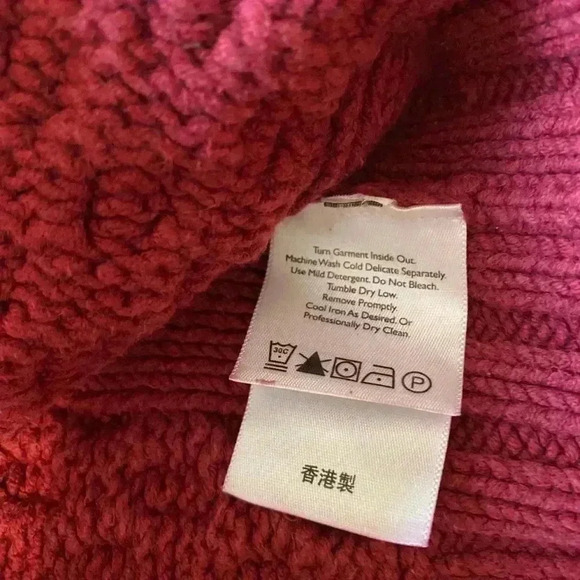 Turn Garment Inside Out.
Machine Wash Cold Delicate Separately.
Use Mild Detergent. Do Not Bleach.
Tumble Dry Low.
Remove Promptly.
Cool Iron As Desired. Or
Professionally Dry Clean.
30C
P
香港製